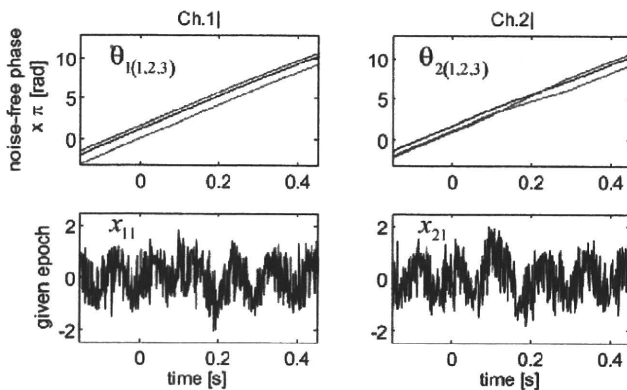 Ch.1|
Ch.2|
noise-free phase
x π [rad]
10
5
0
θ1(1,2,3)
0
0.2
0.4
10
5
0
θ2(1,2,3)
0
0.2
0.4
given epoch
2
0
-2
x11
0
0.2
0.4
time [s]
2
0
-2
x21
0
0.2
0.4
time [s]